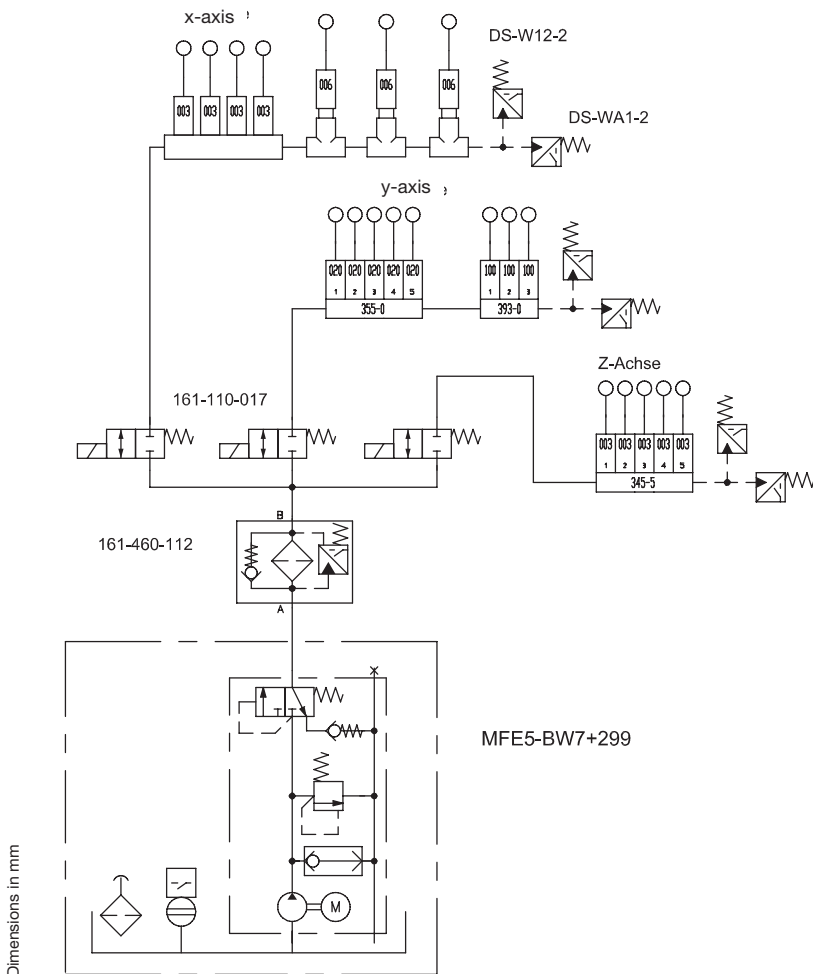 x-axis e
DS-W12-2
003 003 003 003
006 006 006
DS-WA1-2
y-axis e
020 020 020 020 020
1 2 3 4 5
355-0
100 100 100
1 2 3
393-0
Z-Achse
161-110-017
003 003 003 003 003
1 2 3 4 5
345-5
B
161-460-112
A
MFE5-BW7+299
M
Dimensions in mm